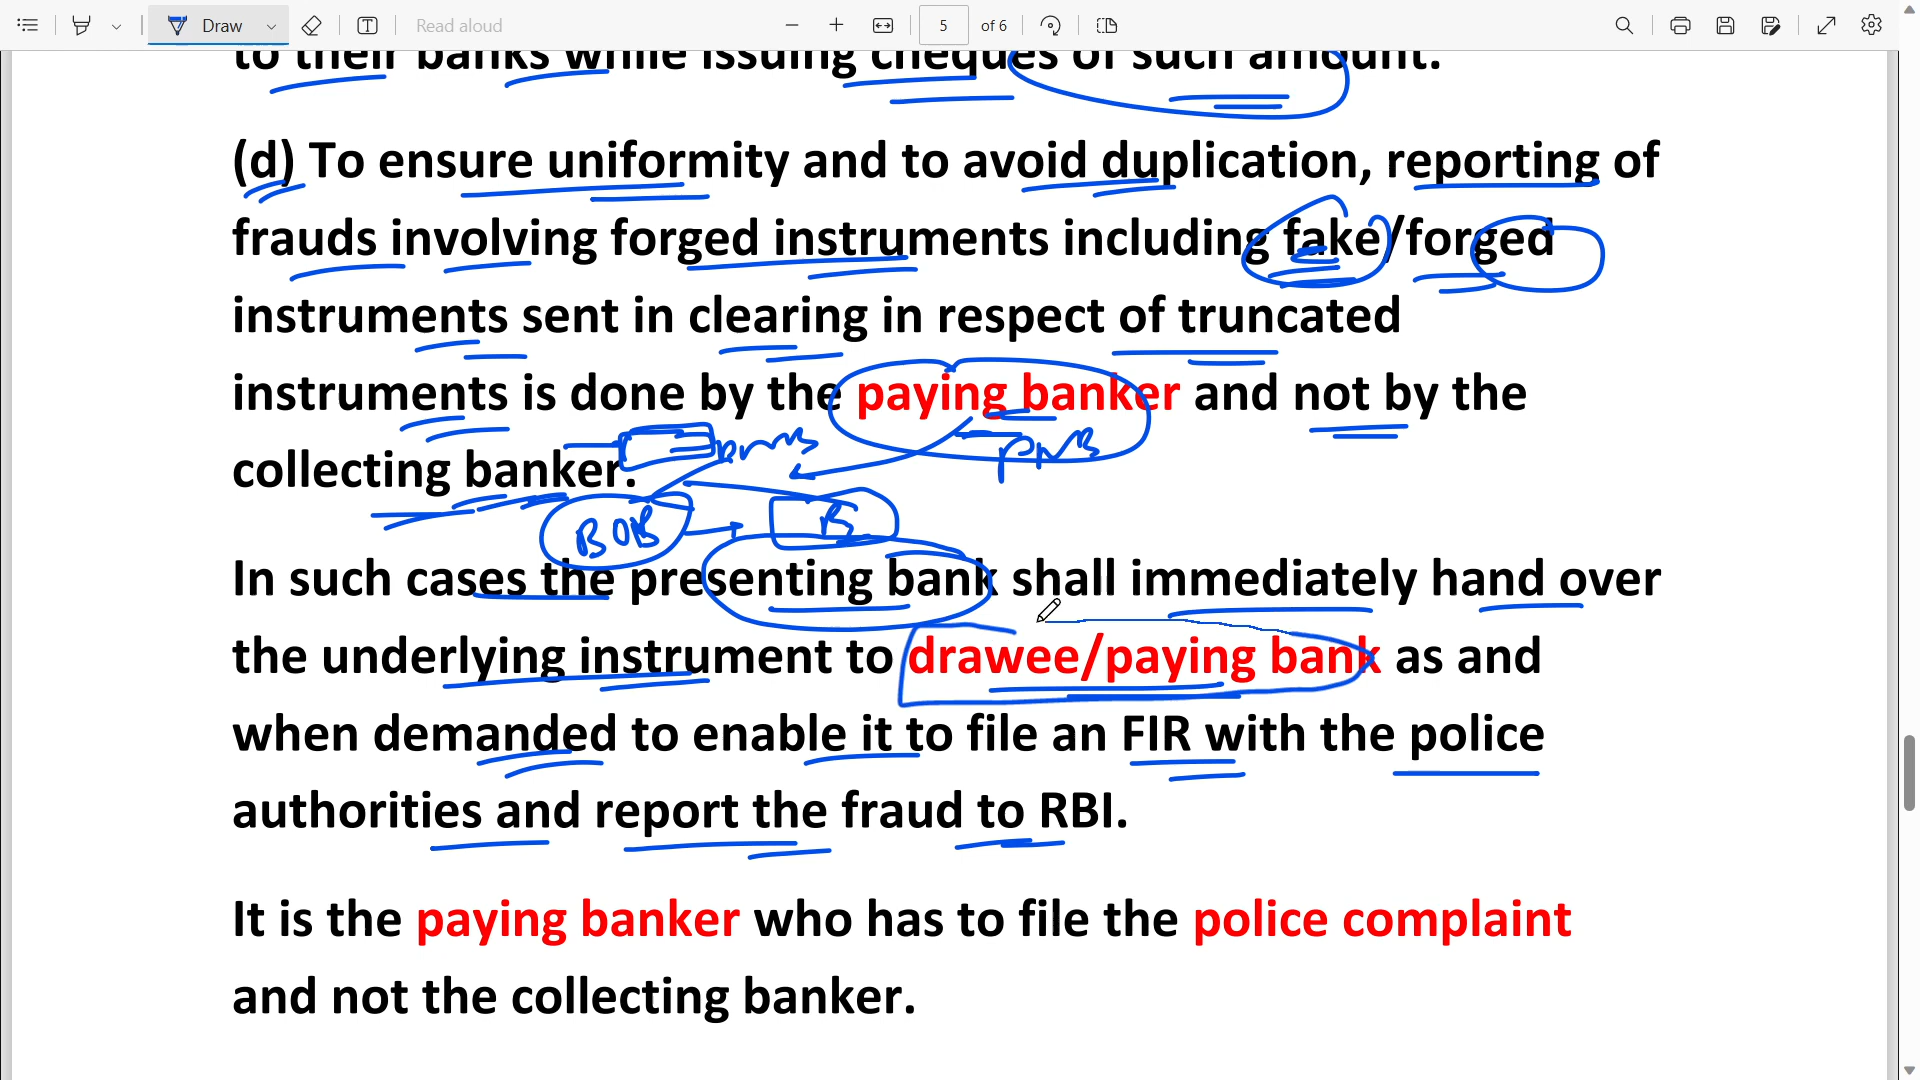 Draw
Read aloud
5 of 6
to their banks while issuing cheques of such amount.
(d) To ensure uniformity and to avoid duplication, reporting of
frauds involving forged instruments including fake/forged
instruments sent in clearing in respect of truncated
instruments is done by the paying banker and not by the
PNB
collecting banker.
BOB
In such cases the presenting bank shall immediately hand over
the underlying instrument to drawee/paying bank as and
when demanded to enable it to file an FIR with the police
authorities and report the fraud to RBI.
It is the paying banker who has to file the police complaint
and not the collecting banker.